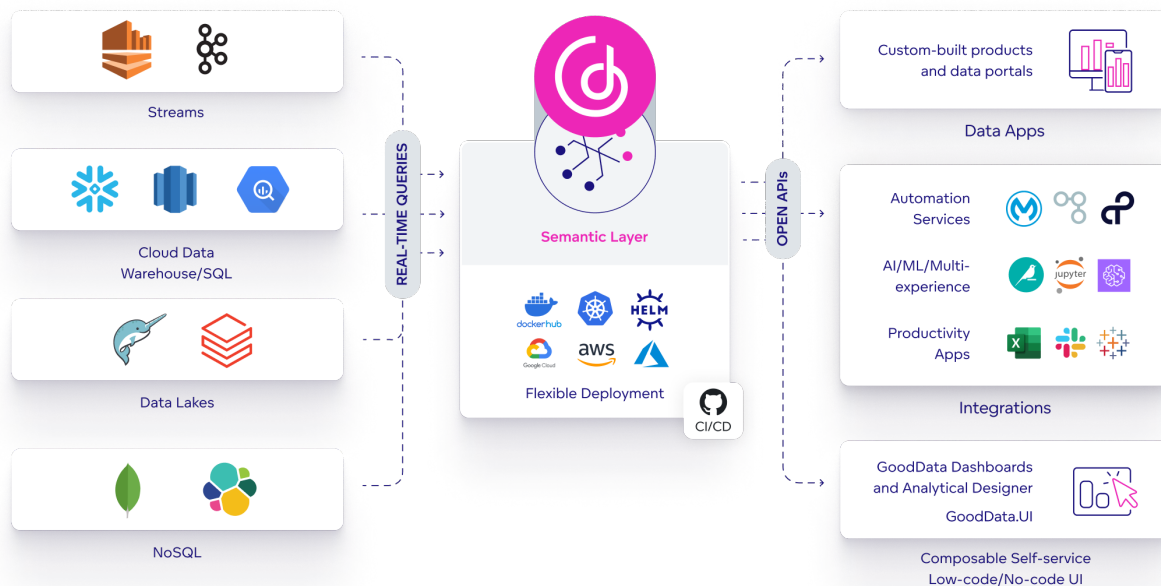 Streams
Cloud Data
Warehouse/SQL
Data Lakes
NoSQL
REAL-TIME QUERIES
Semantic Layer
dockerhub
HELM
Google Cloud
aws
Flexible Deployment
CI/CD
OPEN APIs
Custom-built products
and data portals
Data Apps
Automation
Services
AI/ML/Multi-
experience
jupyter
Productivity
Apps
X
Integrations
GoodData Dashboards
and Analytical Designer
GoodData.UI
Composable Self-service
Low-code/No-code UI